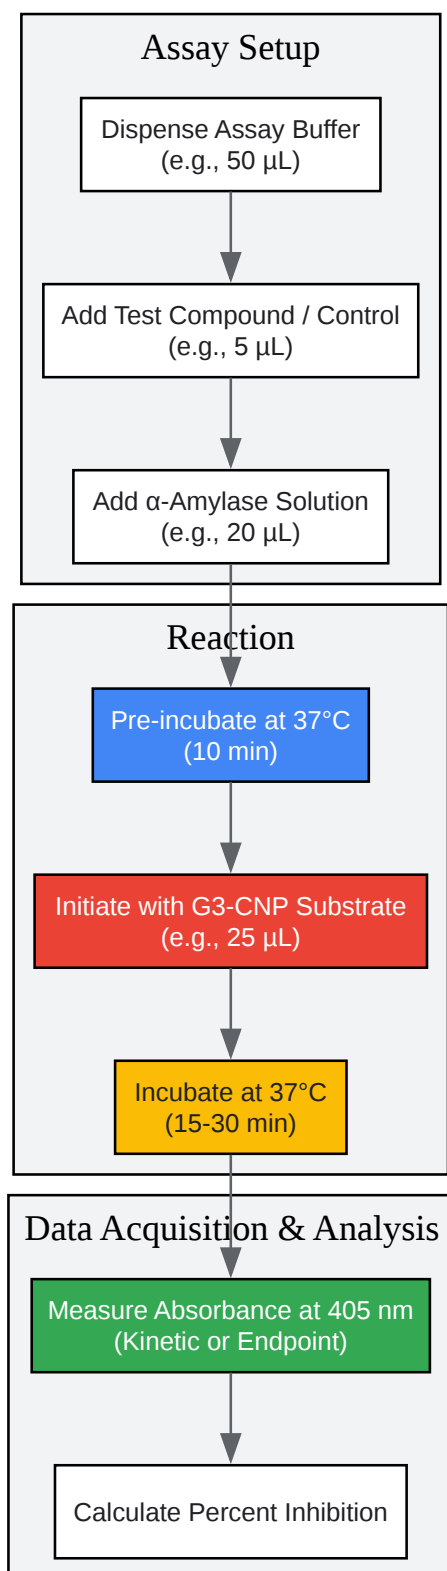 Assay Setup
Dispense Assay Buffer
(e.g., 50 µL)
Add Test Compound / Control
(e.g., 5 µL)
Add α-Amylase Solution
(e.g., 20 µL)
Reaction
Pre-incubate at 37°C
(10 min)
Initiate with G3-CNP Substrate
(e.g., 25 µL)
Incubate at 37°C
(15-30 min)
Data Acquisition & Analysis
Measure Absorbance at 405 nm
(Kinetic or Endpoint)
Calculate Percent Inhibition